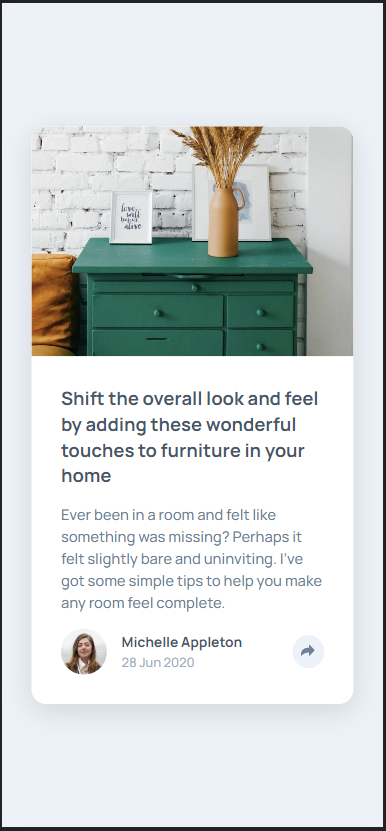 love
will
keep us
alive
Shift the overall look and feel
by adding these wonderful
touches to furniture in your
home
Ever been in a room and felt like
something was missing? Perhaps it
felt slightly bare and uninviting. I've
got some simple tips to help you make
any room feel complete.
Michelle Appleton
28 Jun 2020